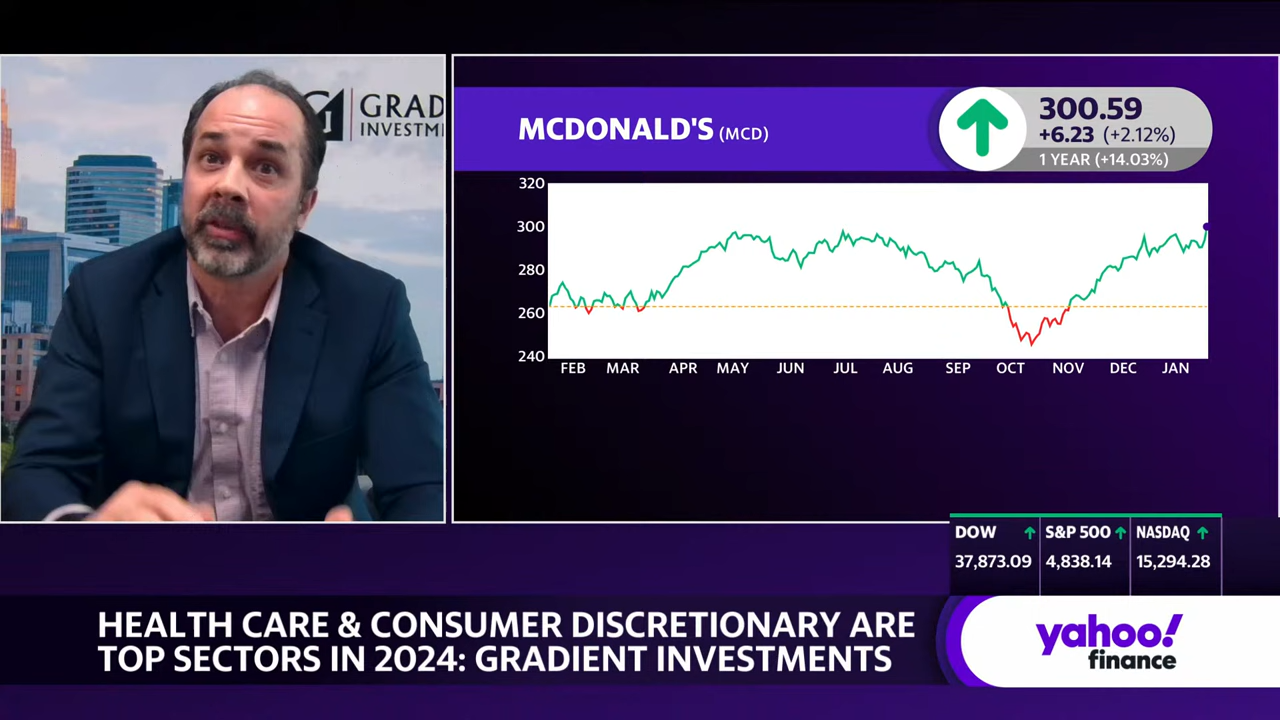 GRAD
INVESTM
MCDONALD'S (MCD)
300.59
+6.23 (+2.12%)
1 YEAR (+14.03%)
320
300
280
260
240
FEB MAR APR MAY JUN JUL AUG SEP OCT NOV DEC JAN
DOW S&P 500 NASDAQ
37,873.09 4,838.14 15,294.28
HEALTH CARE & CONSUMER DISCRETIONARY ARE
TOP SECTORS IN 2024: GRADIENT INVESTMENTS
yahoo!
finance